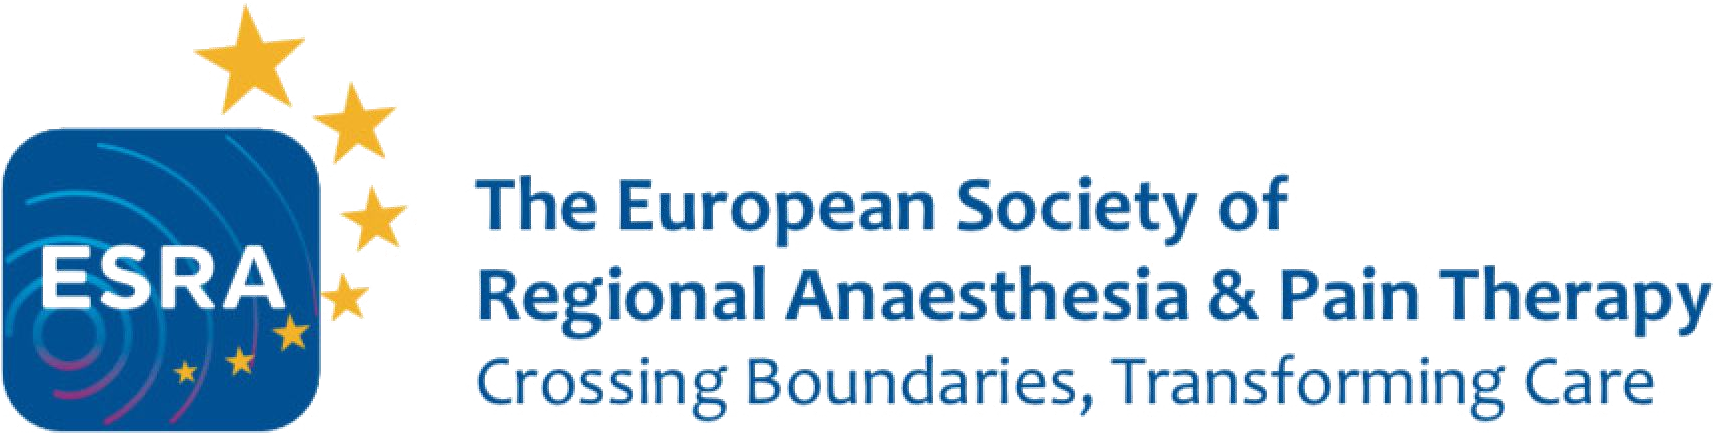 ESRA
The European Society of
Regional Anaesthesia & Pain Therapy
Crossing Boundaries, Transforming Care